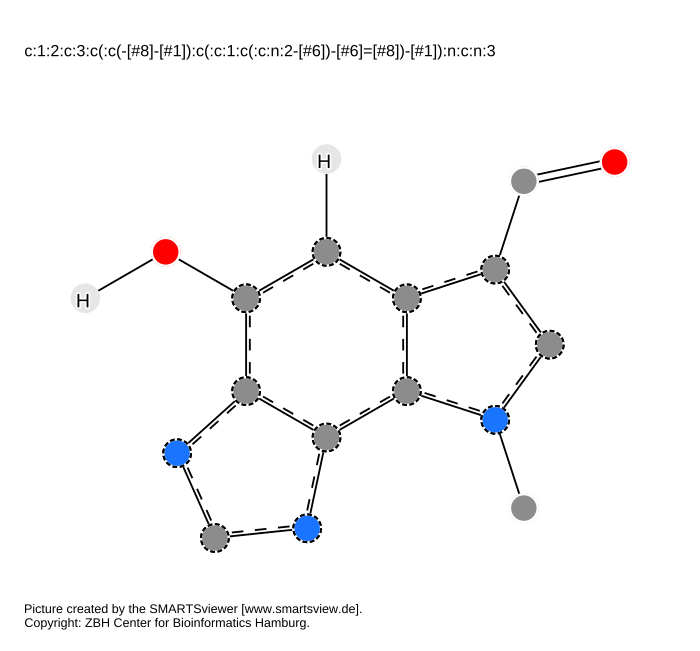 c:1:2:c:3:c(:c(-[#8]-[#1]):c(:c:1:c(:c:n:2-[#6])-[#6]=[#8])-[#1]):n:c:n:3
H
H
Picture created by the SMARTSviewer [www.smartsview.de].
Copyright: ZBH Center for Bioinformatics Hamburg.